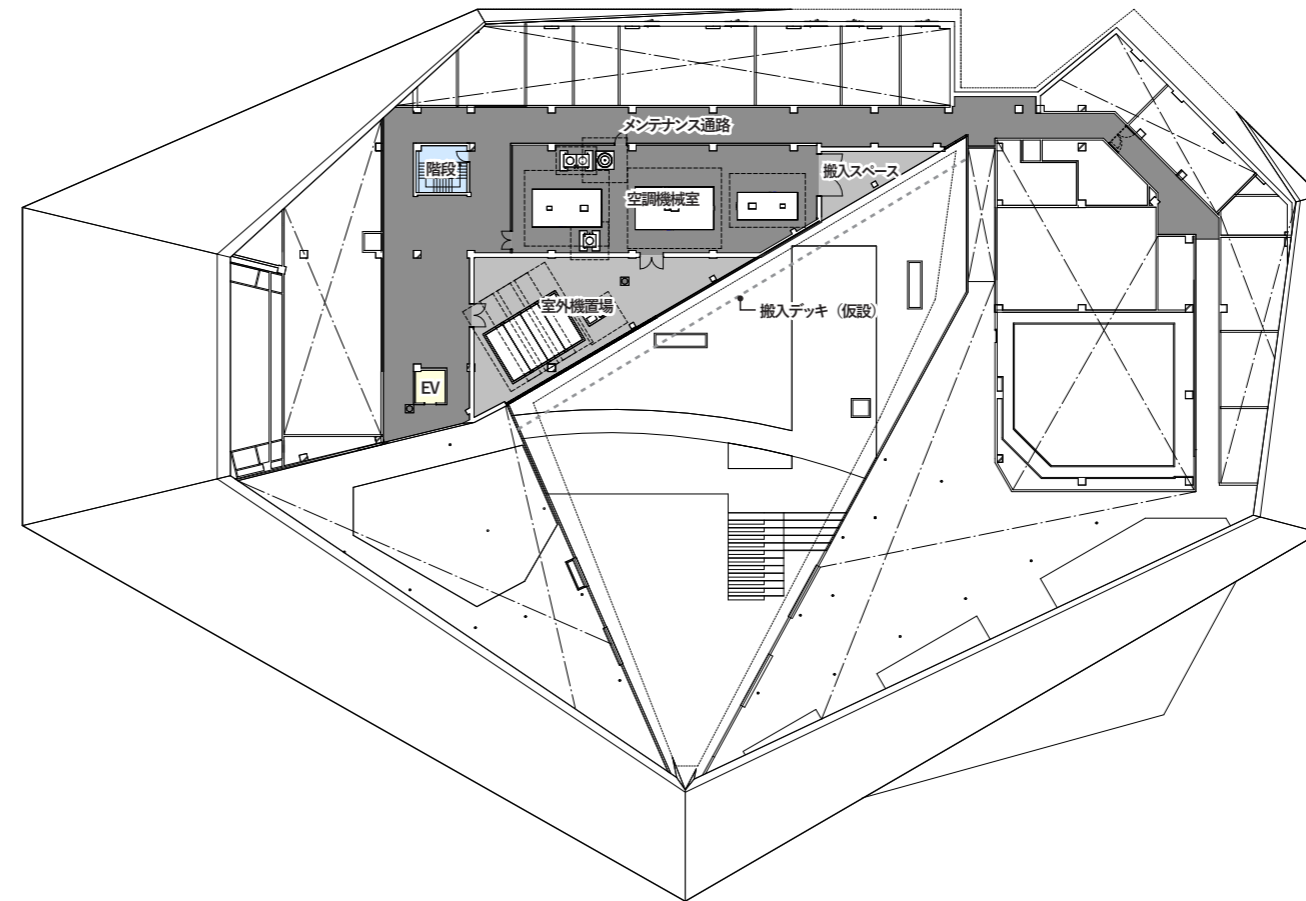 メンテナンス通路
階段
搬入スペース
空調機械室
室外機置場
搬入デッキ（仮設）
EV